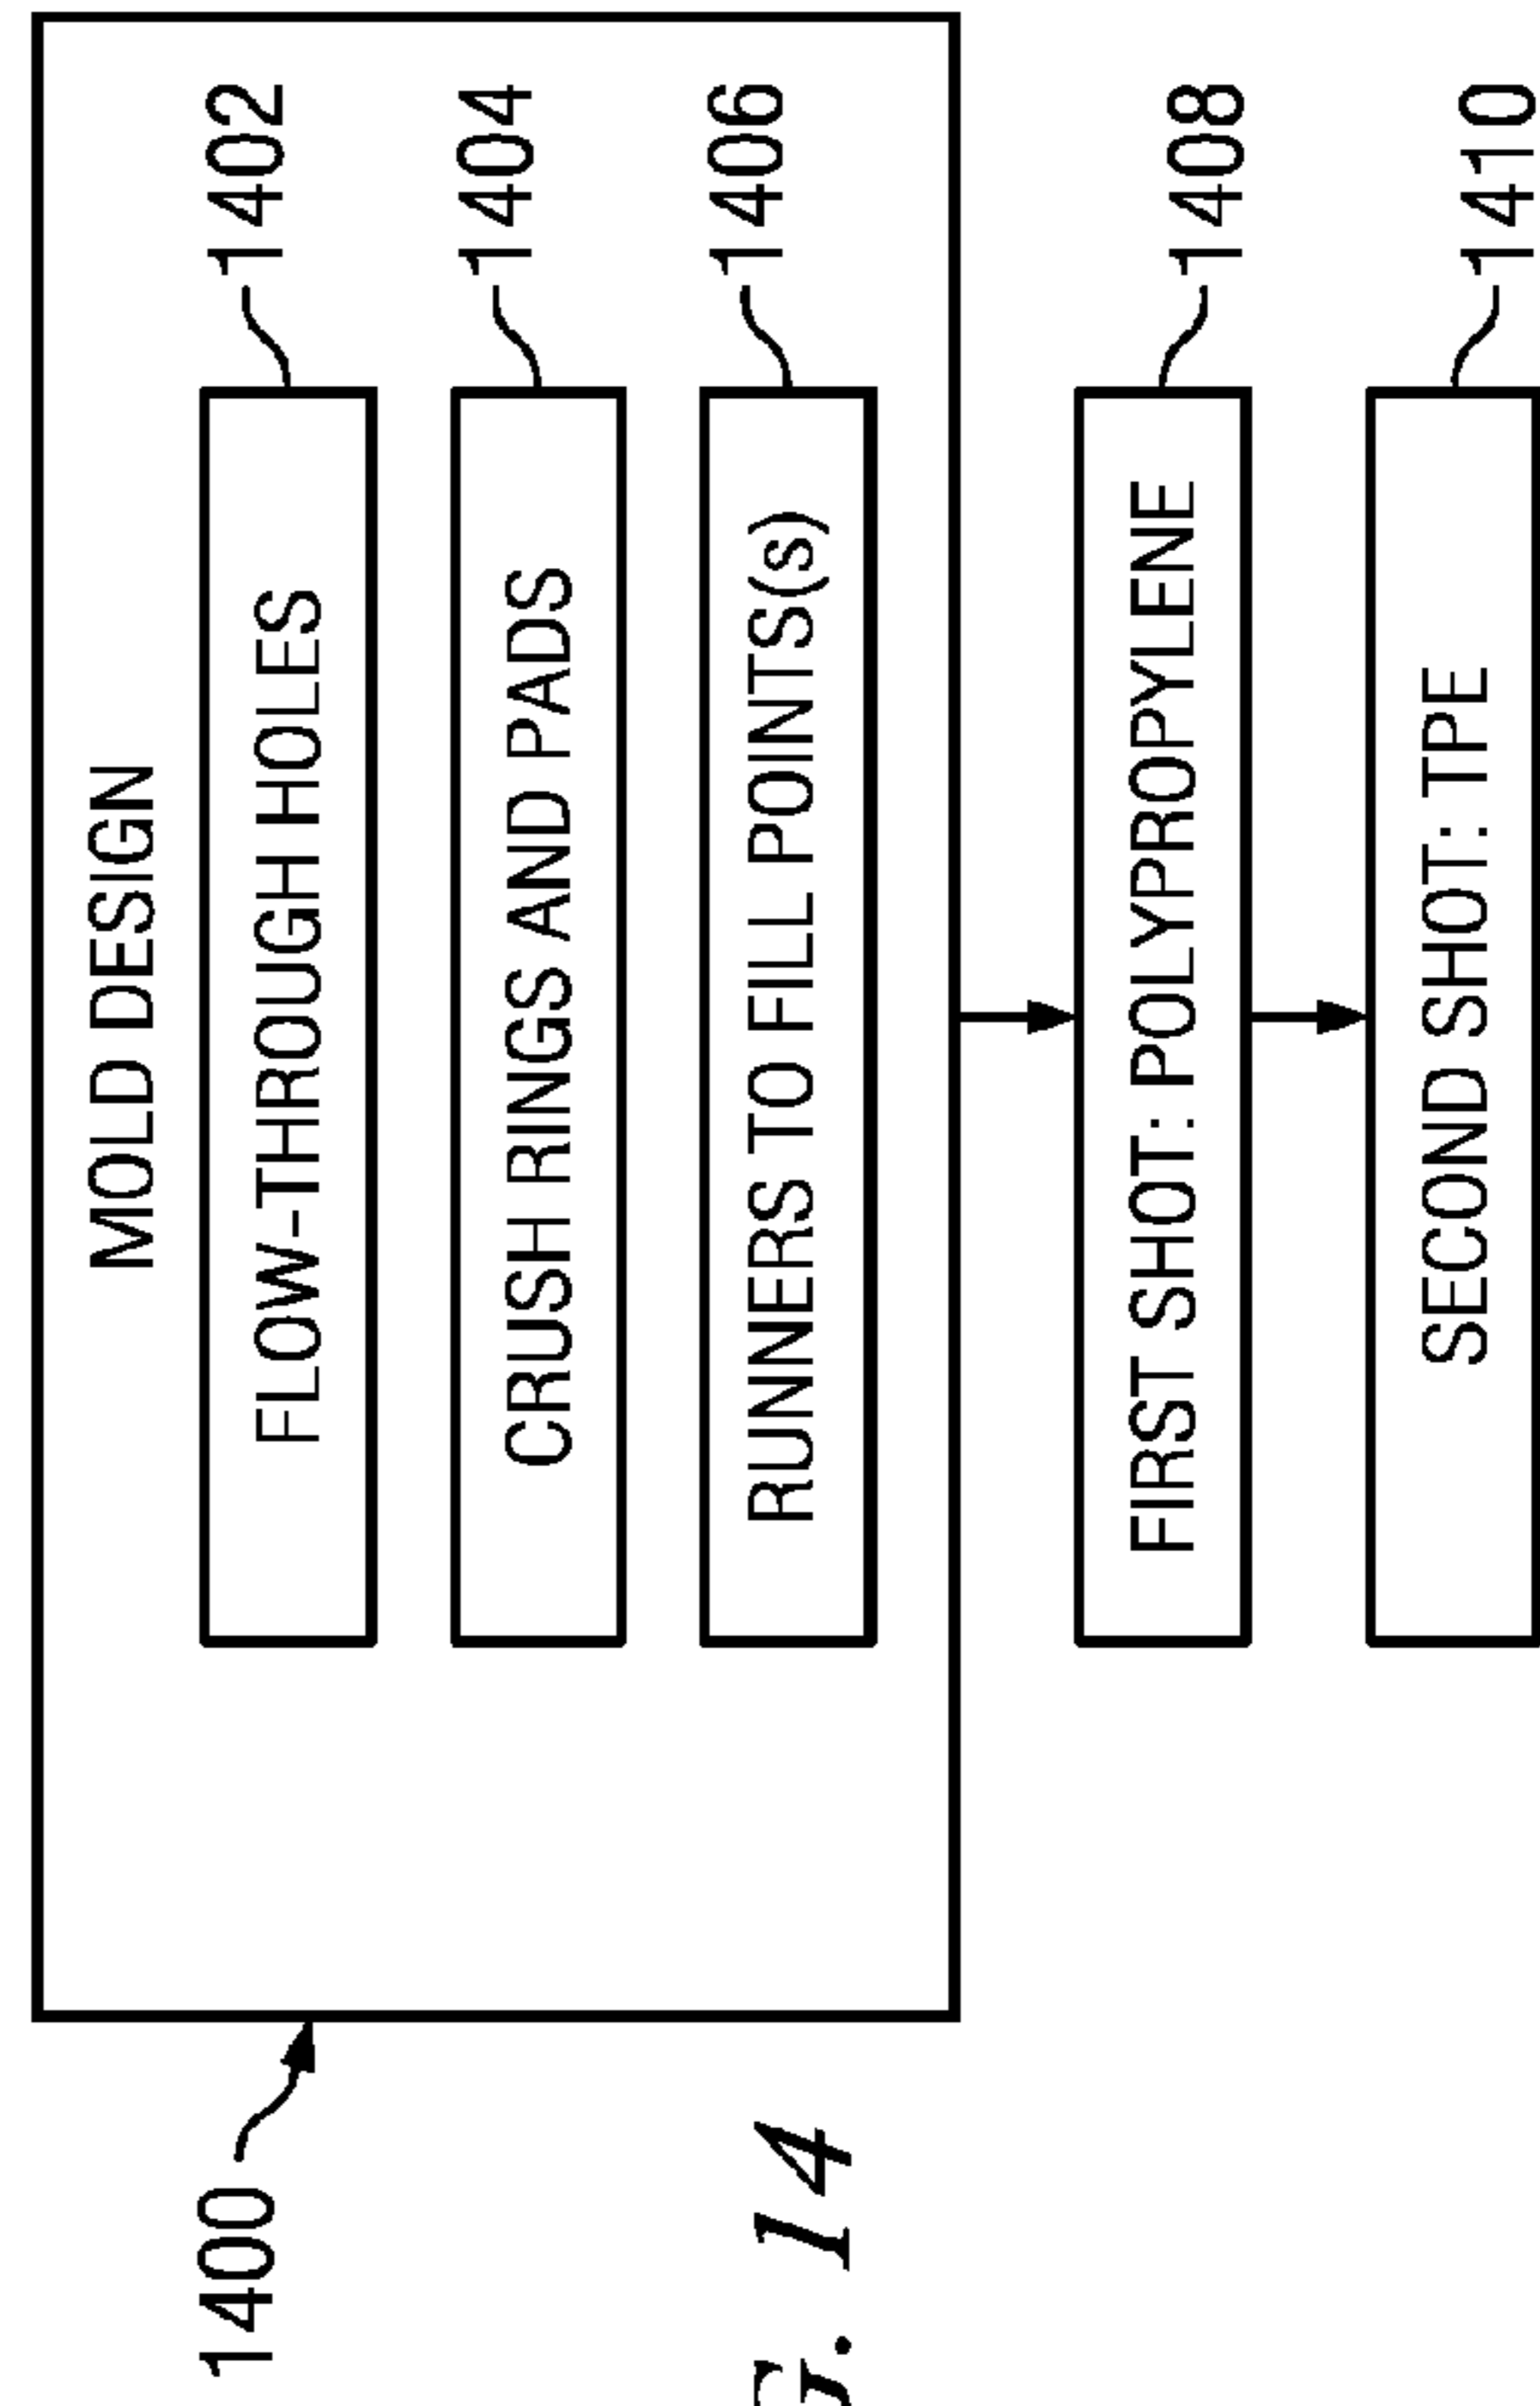 MOLD DESIGN
1400
FLOW-THROUGH HOLES
1402
CRUSH RINGS AND PADS
1404
RUNNERS TO FILL POINTS(s)
1406
FIRST SHOT: POLYPROPYLENE
1408
SECOND SHOT: TPE
1410
G. 14